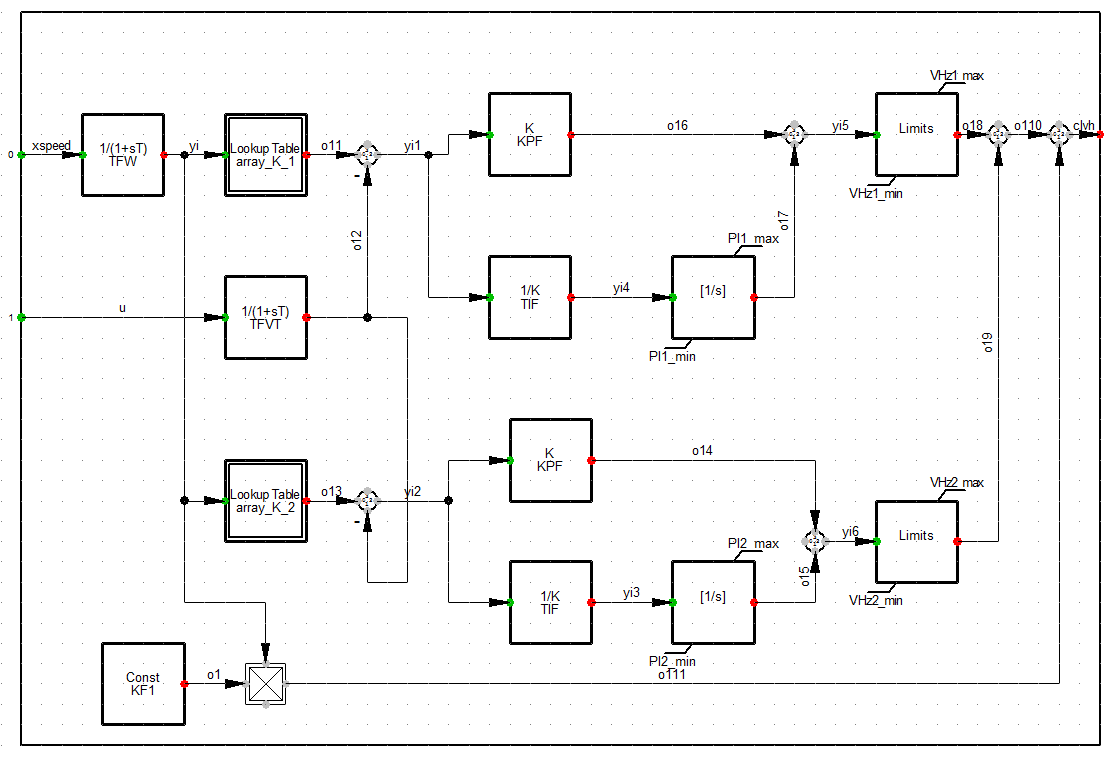 VHz1_max
xspeed
1/(1+sT)
TFW
yi
Lookup Table
array_K_1
o11
-
yi1
K
KPF
o16
yi5
Limits
o18
o110
clvh
0
VHz1_min
o12
o17
PI1_max
1/K
TIF
yi4
[1/s]
PI1_min
1
u
1/(1+sT)
TFVT
o19
Lookup Table
array_K_2
o13
-
yi2
K
KPF
o14
VHz2_max
yi6
Limits
VHz2_min
PI2_max
o15
1/K
TIF
yi3
[1/s]
PI2_min
o111
Const
KF1
o1